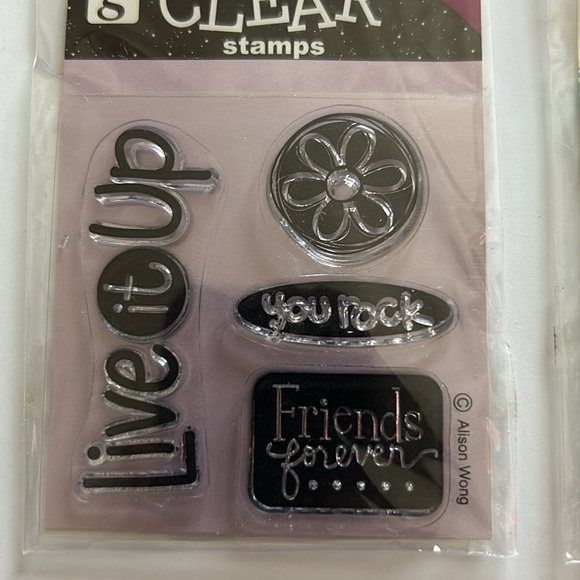 g
CLEAR
stamps
Live it Up
you rock
Friends
forever
© Alison Wong